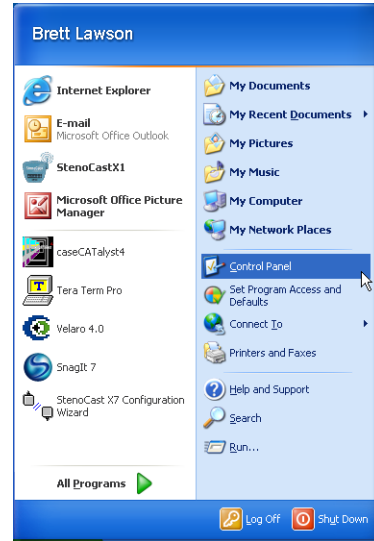 Brett Lawson
Internet Explorer
E-mail
Microsoft Office Outlook
StenoCastX1
Microsoft Office Picture
Manager
caseCATalyst4
Tera Term Pro
Velaro 4.0
SnagIt 7
StenoCast X7 Configuration
Wizard
All Programs
My Documents
My Recent Documents
My Pictures
My Music
My Computer
My Network Places
Control Panel
Set Program Access and
Defaults
Connect To
Printers and Faxes
Help and Support
Search
Run...
Log Off
Shut Down